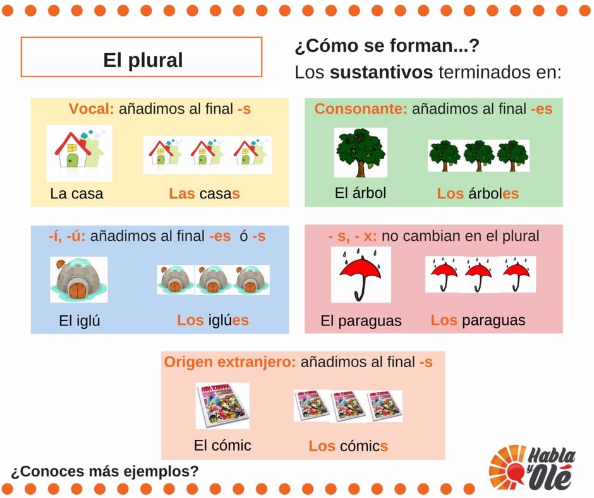 El plural
¿Cómo se forman...?
Los sustantivos terminados en:
Vocal: añadimos al final -s
La casa
Las casas
Consonante: añadimos al final -es
El árbol
Los árboles
-í, -ú: añadimos al final -es ó -s
El iglú
Los iglúes
- s, - x: no cambian en el plural
El paraguas
Los paraguas
Origen extranjero: añadimos al final -s
El cómic
Los cómics
¿Conoces más ejemplos?
Habla
y Olé